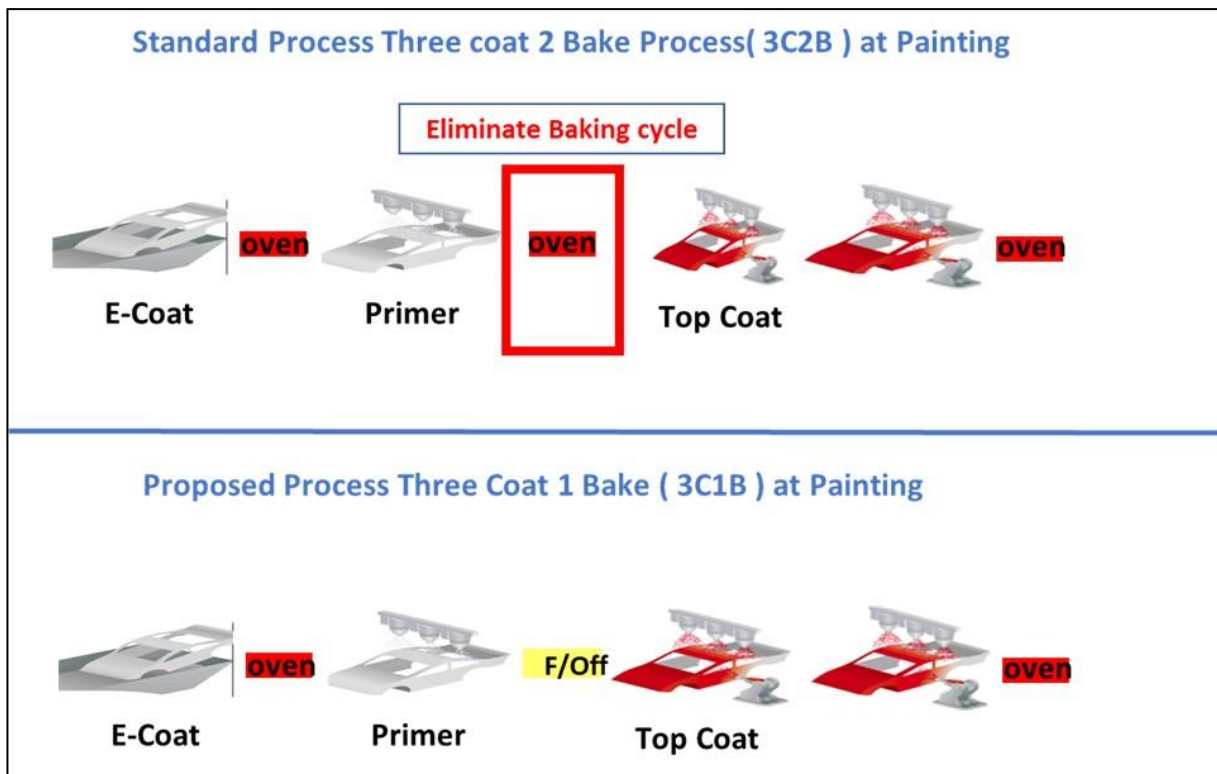 Standard Process Three coat 2 Bake Process( 3C2B ) at Painting
Eliminate Baking cycle
oven
oven
oven
E-Coat
Primer
Top Coat
Proposed Process Three Coat 1 Bake ( 3C1B ) at Painting
oven
F/Off
oven
E-Coat
Primer
Top Coat